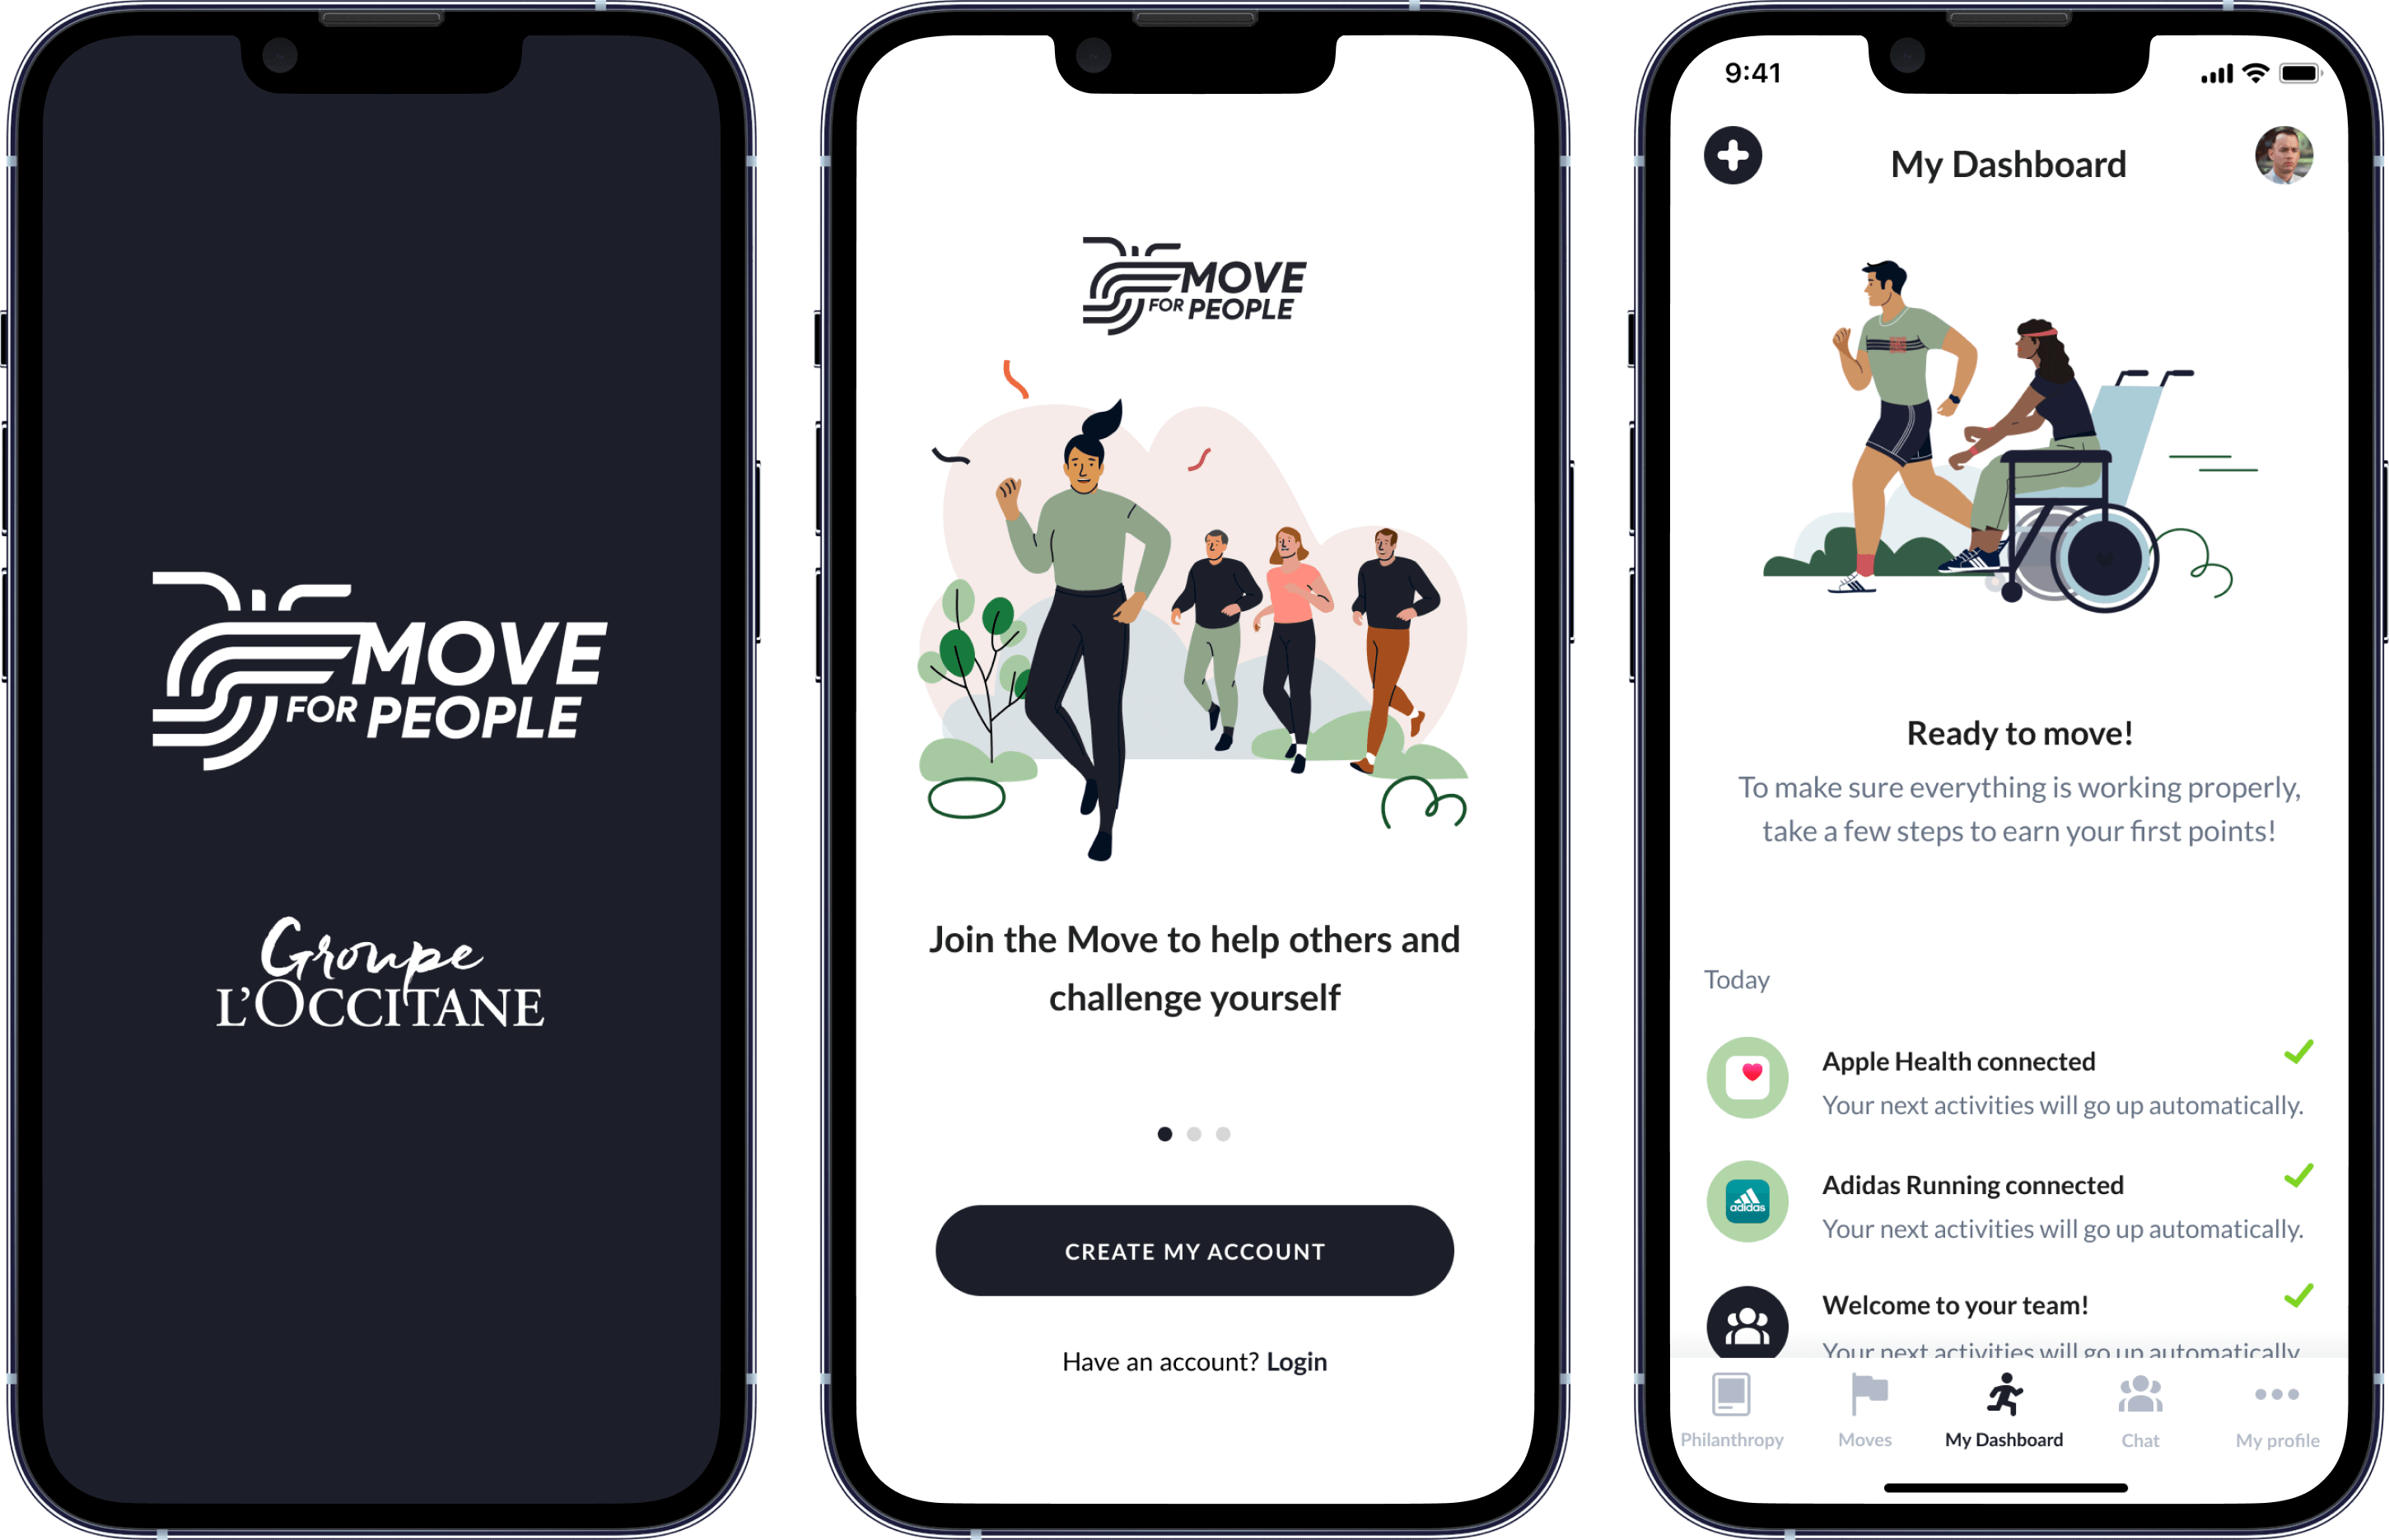 MOVE
FOR PEOPLE
Groupe
L'OCCITANE
MOVE
FOR PEOPLE
Join the Move to help others and
challenge yourself
CREATE MY ACCOUNT
Have an account? Login
9:41
My Dashboard
Ready to move!
To make sure everything is working properly,
take a few steps to earn your first points!
Today
Apple Health connected
Your next activities will go up automatically.
adidas
Adidas Running connected
Your next activities will go up automatically.
Welcome to your team!
Your next activities will go up automatically.
Philanthropy
Moves
My Dashboard
Chat
My profile